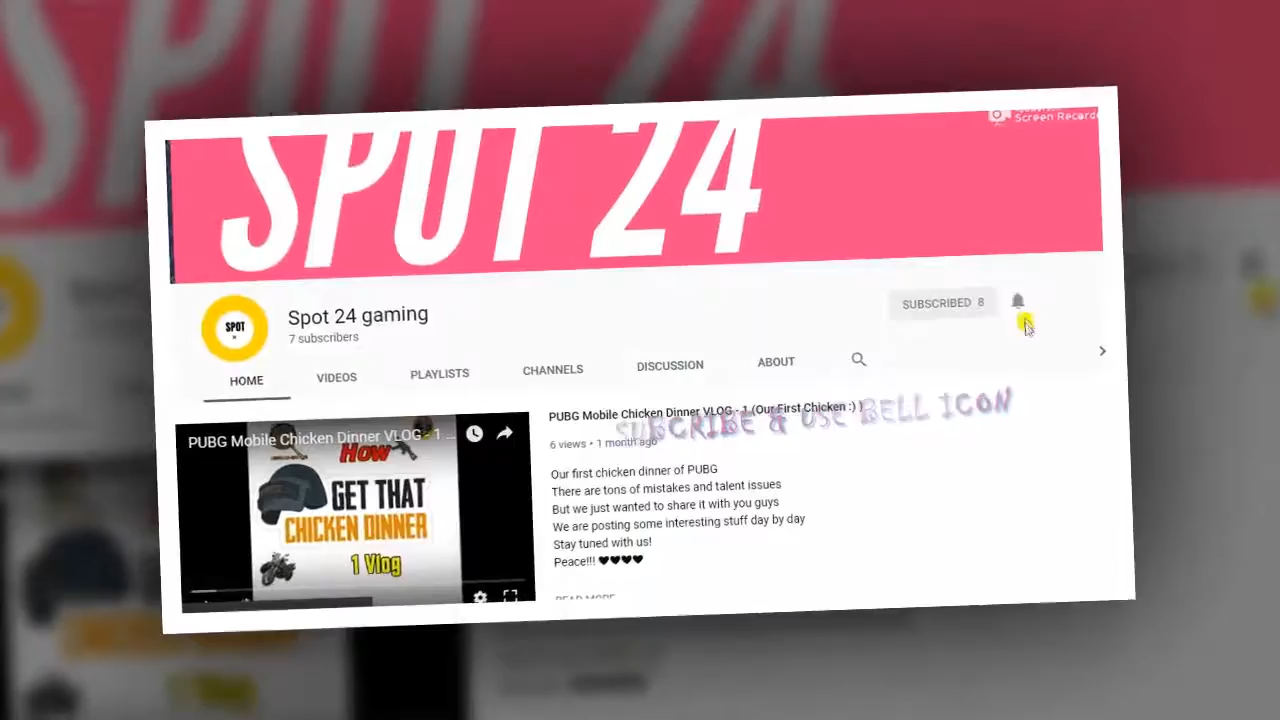 SPOT 24
Screen Recorde
SPOT
Spot 24 gaming
7 subscribers
SUBSCRIBED 8
HOME
VIDEOS
PLAYLISTS
CHANNELS
DISCUSSION
ABOUT
PUBG Mobile Chicken Dinner VLOG - 1 ...
HOW
GET THAT
CHICKEN DINNER
1 Vlog
PUBG Mobile Chicken Dinner VLOG - 1 (Our First Chicken :) )
SUBCRIBE & USE BELL ICON
6 views • 1 month ago
Our first chicken dinner of PUBG
There are tons of mistakes and talent issues
But we just wanted to share it with you guys
We are posting some interesting stuff day by day
Stay tuned with us!
Peace!!! ♥♥♥♥
READ MORE